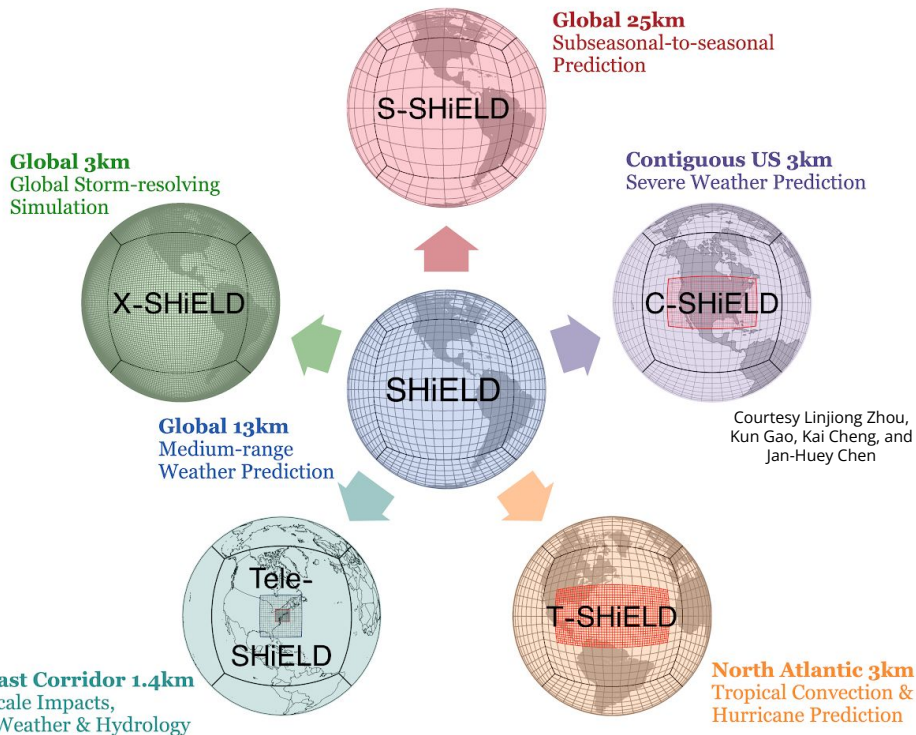 Global 25km
Subseasonal-to-seasonal
Prediction
S-SHiELD
Global 3km
Global Storm-resolving
Simulation
X-SHiELD
Contiguous US 3km
Severe Weather Prediction
C-SHiELD
SHiELD
Global 13km
Medium-range
Weather Prediction
Courtesy Linjiong Zhou,
Kun Gao, Kai Cheng, and
Jan-Huey Chen
Tele-
SHiELD
Corridor 1.4km
Impacts,
Weather & Hydrology
T-SHiELD
North Atlantic 3km
Tropical Convection &
Hurricane Prediction